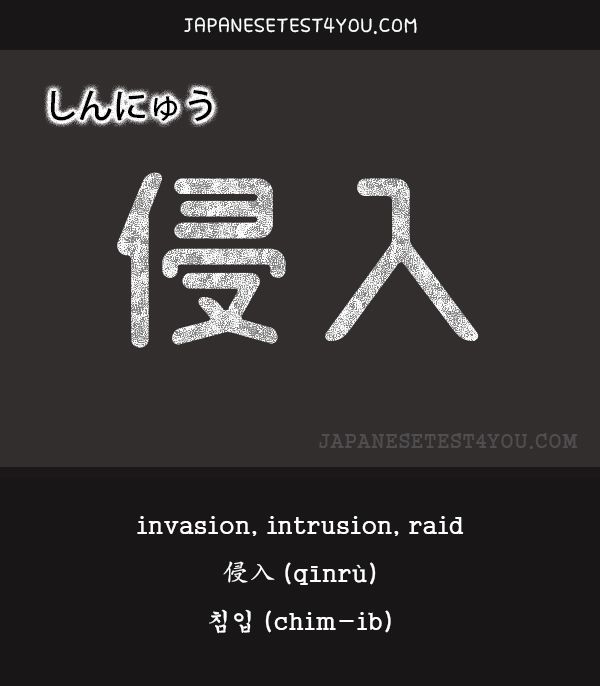 JAPANESETEST4YOU.COM
しんにゅう
侵入
JAPANESETEST4YOU.COM
invasion, intrusion, raid
侵入 (qīnrù)
침입 (chim-ib)